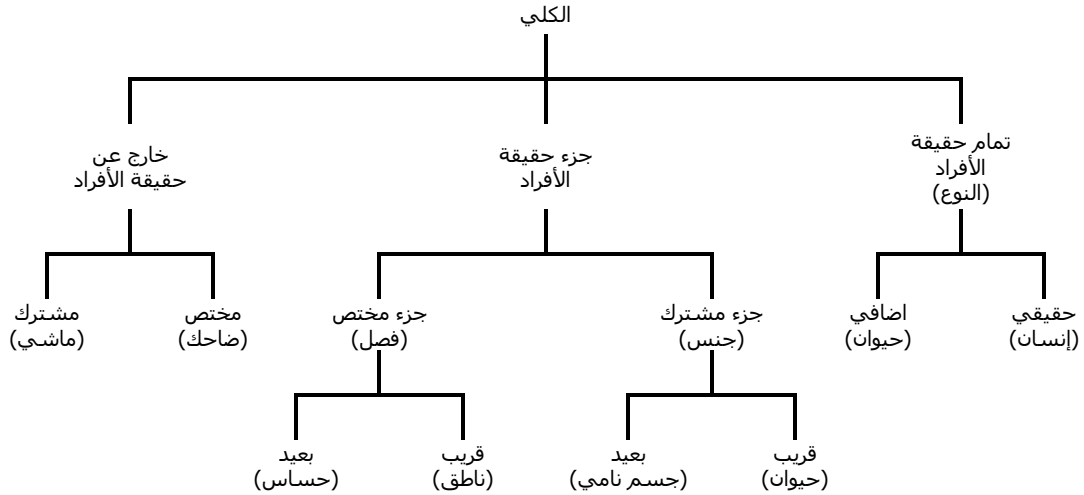 الكلي
تمام حقيقة
الأفراد
(النوع)
جزء حقيقة
الأفراد
خارج عن
حقيقة الأفراد
حقيقي
(إنسان)
اضافي
(حيوان)
جزء مشترك
(جنس)
جزء مختص
(فصل)
مختص
(ضاحك)
مشترك
(ماشي)
قريب
(حيوان)
بعيد
(جسم نامي)
قريب
(ناطق)
بعيد
(حساس)